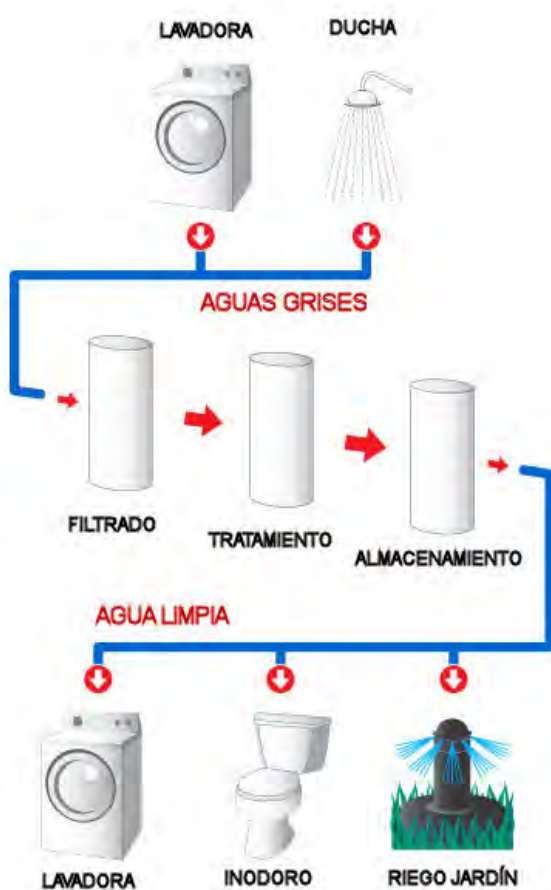 LAVADORA
DUCHA
AGUAS GRISES
FILTRADO
TRATAMIENTO
ALMACENAMIENTO
AGUA LIMPIA
LAVADORA
INODORO
RIEGO JARDÍN